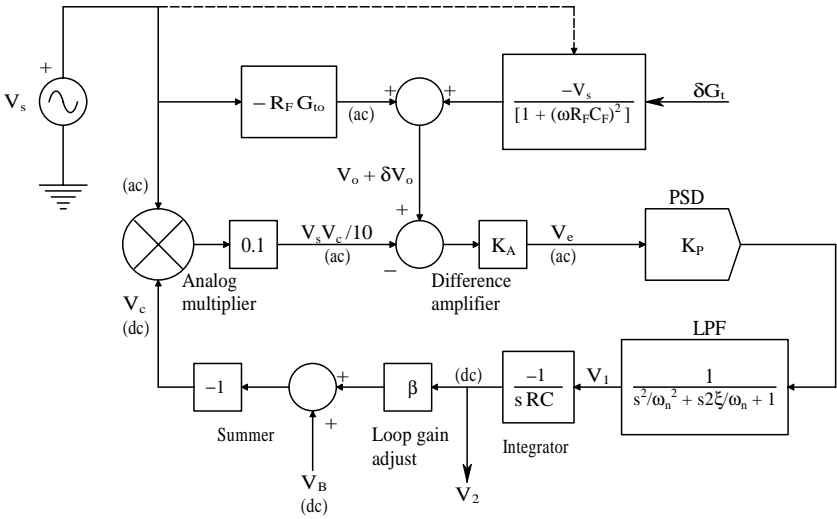 +
V_s
− R_F G_to
(ac)
+
+
−V_s
[1 + (ωR_F C_F)^2 ]
δG_t
V_o + δV_o
(ac)
+
−
0.1
V_s V_c /10
(ac)
K_A
V_e
(ac)
PSD
K_P
Analog
multiplier
Difference
amplifier
V_c
(dc)
LPF
−1
+
+
β
(dc)
−1
s RC
V_1
1
s^2/ω_n^2 + s2ξ/ω_n + 1
Summer
Loop gain
adjust
Integrator
V_B
(dc)
V_2